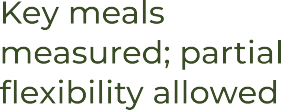 Key meals
measured; partial
flexibility allowed